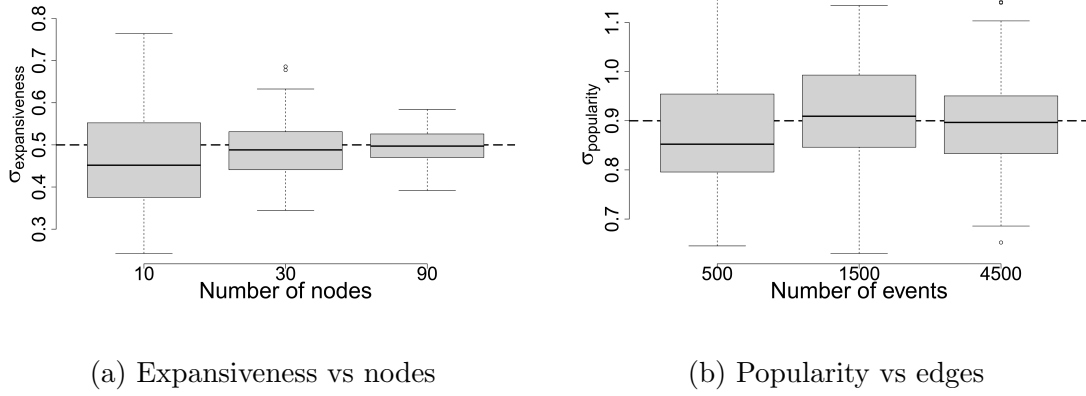 0.8
0.7
0.6
0.5
0.4
0.3
σexpansiveness
10 30 90
Number of nodes
1.1
1.0
0.9
0.8
0.7
σpopularity
500 1500 4500
Number of events
(a) Expansiveness vs nodes
(b) Popularity vs edges